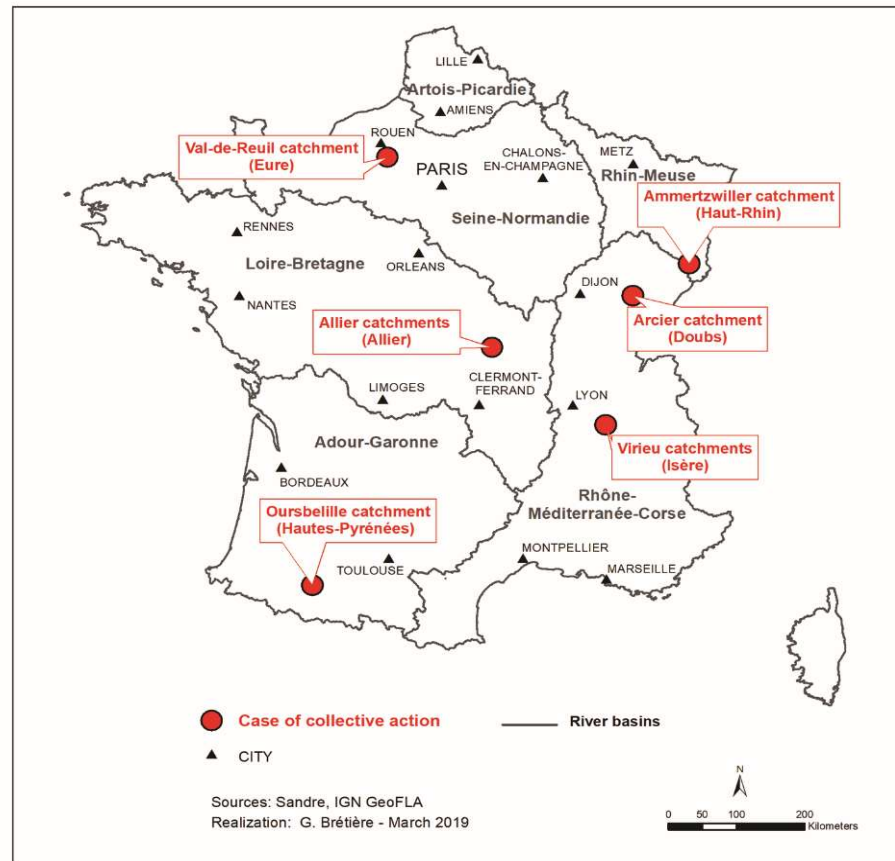 LILLE
Artois-Picardie
AMIENS
ROUEN
Val-de-Reuil catchment
(Eure)
PARIS
CHALONS-
EN-CHAMPAGNE
METZ
Rhin-Meuse
Ammertzwiller catchment
(Haut-Rhin)
Seine-Normandie
RENNES
Loire-Bretagne
ORLEANS
DIJON
NANTES
Arcier catchment
(Doubs)
Allier catchments
(Allier)
LIMOGES
CLERMONT-
FERRAND
LYON
Adour-Garonne
Virieu catchments
(Isère)
BORDEAUX
Rhône-
Méditerranée-Corse
Oursbelille catchment
(Hautes-Pyrénées)
TOULOUSE
MONTPELLIER
MARSEILLE
Case of collective action
River basins
CITY
Sources: Sandre, IGN GeoFLA
Realization: G. Brétière - March 2019
N
0 50 100 200
Kilometers